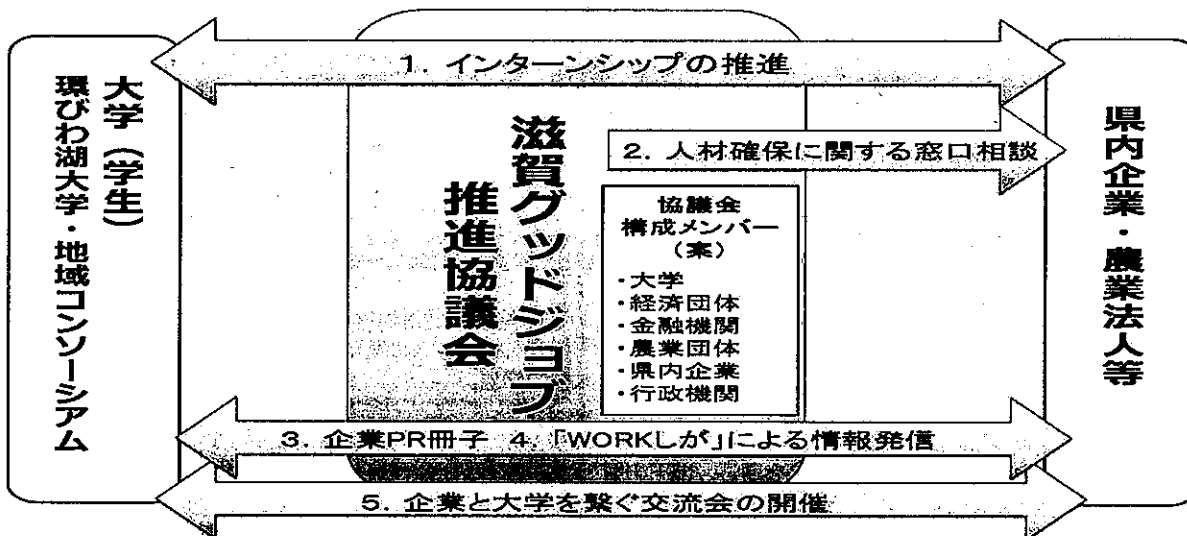 1. インターンシップの推進
大学（学生）
環びわ湖大学・地域コンソーシアム
滋賀グッドジョブ
推進協議会
2. 人材確保に関する窓口相談
協議会
構成メンバー
（案）
・大学
・経済団体
・金融機関
・農業団体
・県内企業
・行政機関
県内企業・農業法人等
3. 企業PR冊子 4. 「WORKしが」による情報発信
5. 企業と大学を繋ぐ交流会の開催